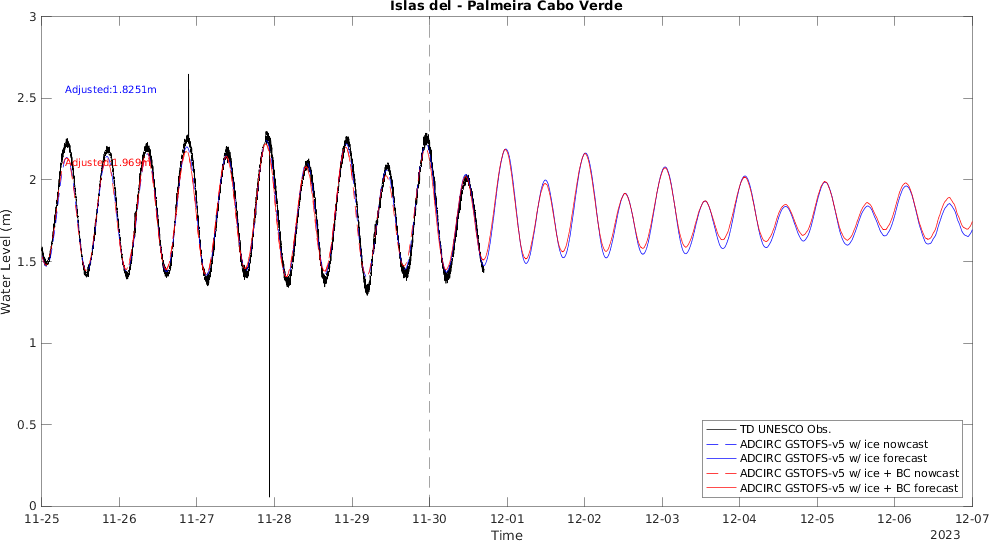 Islas del - Palmeira Cabo Verde
3
2.5
2
1.5
1
0.5
0
Water Level (m)
Adjusted:1.8251m
Adjusted:1.969m
TD UNESCO Obs.
ADCIRC GSTOFS-v5 w/ ice nowcast
ADCIRC GSTOFS-v5 w/ ice forecast
ADCIRC GSTOFS-v5 w/ ice + BC nowcast
ADCIRC GSTOFS-v5 w/ ice + BC forecast
11-25 11-26 11-27 11-28 11-29 11-30 12-01 12-02 12-03 12-04 12-05 12-06 12-07
Time
2023